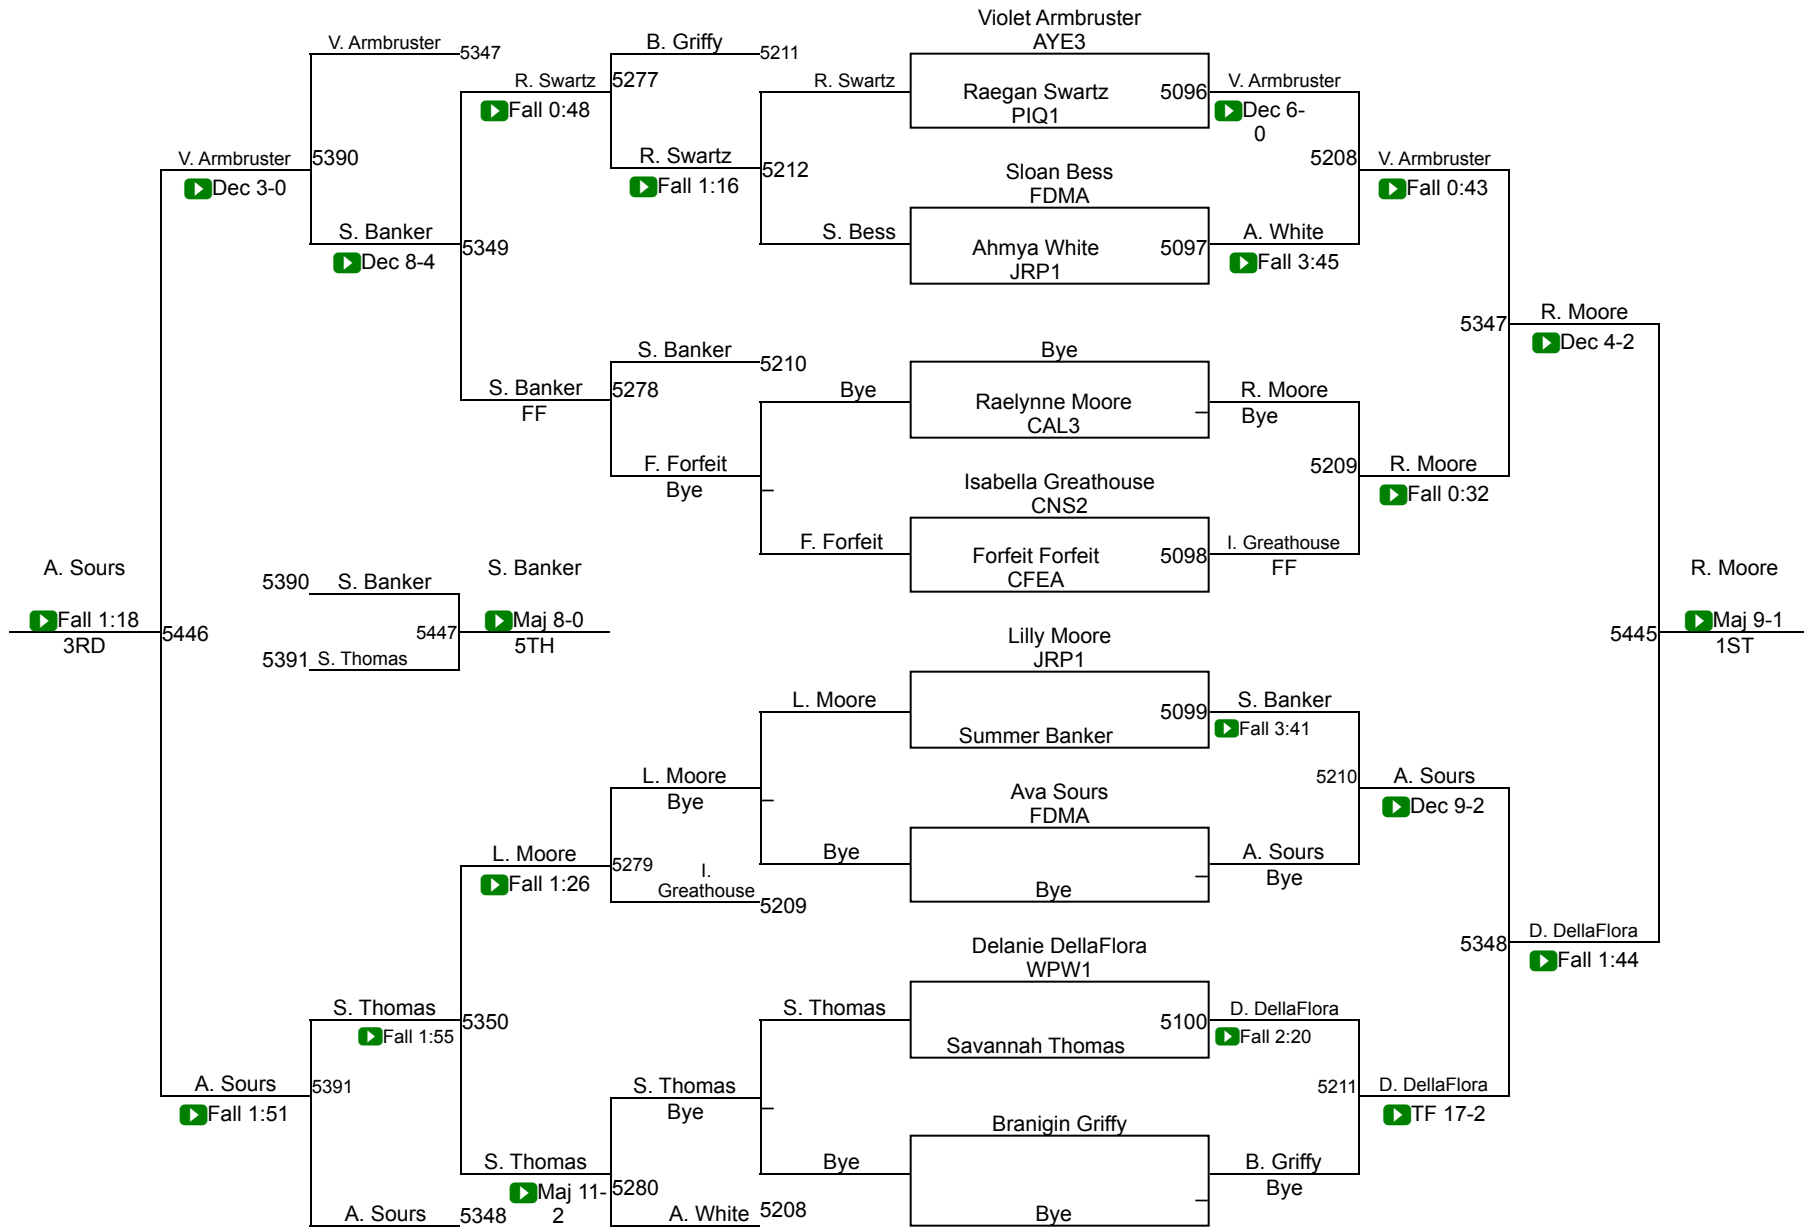 Violet Armbruster
AYE3
V. Armbruster
5347
B. Griffy
5211
R. Swartz
5277
Fall 0:48
R. Swartz
Raegan Swartz
PIQ1
5096
V. Armbruster
Dec 6-
0
V. Armbruster
5390
Dec 3-0
R. Swartz
5212
Fall 1:16
Sloan Bess
FDMA
5208
V. Armbruster
Fall 0:43
S. Banker
5349
Dec 8-4
S. Bess
Ahmya White
JRP1
5097
A. White
Fall 3:45
5347
R. Moore
Dec 4-2
S. Banker
5210
Bye
S. Banker
5278
FF
Bye
Raelynne Moore
CAL3
R. Moore
Bye
F. Forfeit
Bye
Isabella Greathouse
CNS2
5209
R. Moore
Fall 0:32
F. Forfeit
Forfeit Forfeit
CFEA
5098
I. Greathouse
FF
A. Sours
Fall 1:18
3RD
5446
5390
S. Banker
5391
S. Thomas
5447
S. Banker
Maj 8-0
5TH
R. Moore
5445
Maj 9-1
1ST
Lilly Moore
JRP1
L. Moore
5099
S. Banker
Summer Banker
Fall 3:41
L. Moore
Bye
Ava Sours
FDMA
5210
A. Sours
Dec 9-2
L. Moore
5279
Fall 1:26
Bye
A. Sours
Bye
Bye
I.
Greathouse
5209
Delanie DellaFlora
WPW1
5348
D. DellaFlora
Fall 1:44
S. Thomas
5350
Fall 1:55
S. Thomas
5100
D. DellaFlora
Savannah Thomas
Fall 2:20
A. Sours
5391
Fall 1:51
S. Thomas
Bye
5211
D. DellaFlora
TF 17-2
Branigin Griffy
S. Thomas
5280
Maj 11-
2
Bye
B. Griffy
Bye
Bye
A. Sours
5348
A. White
5208